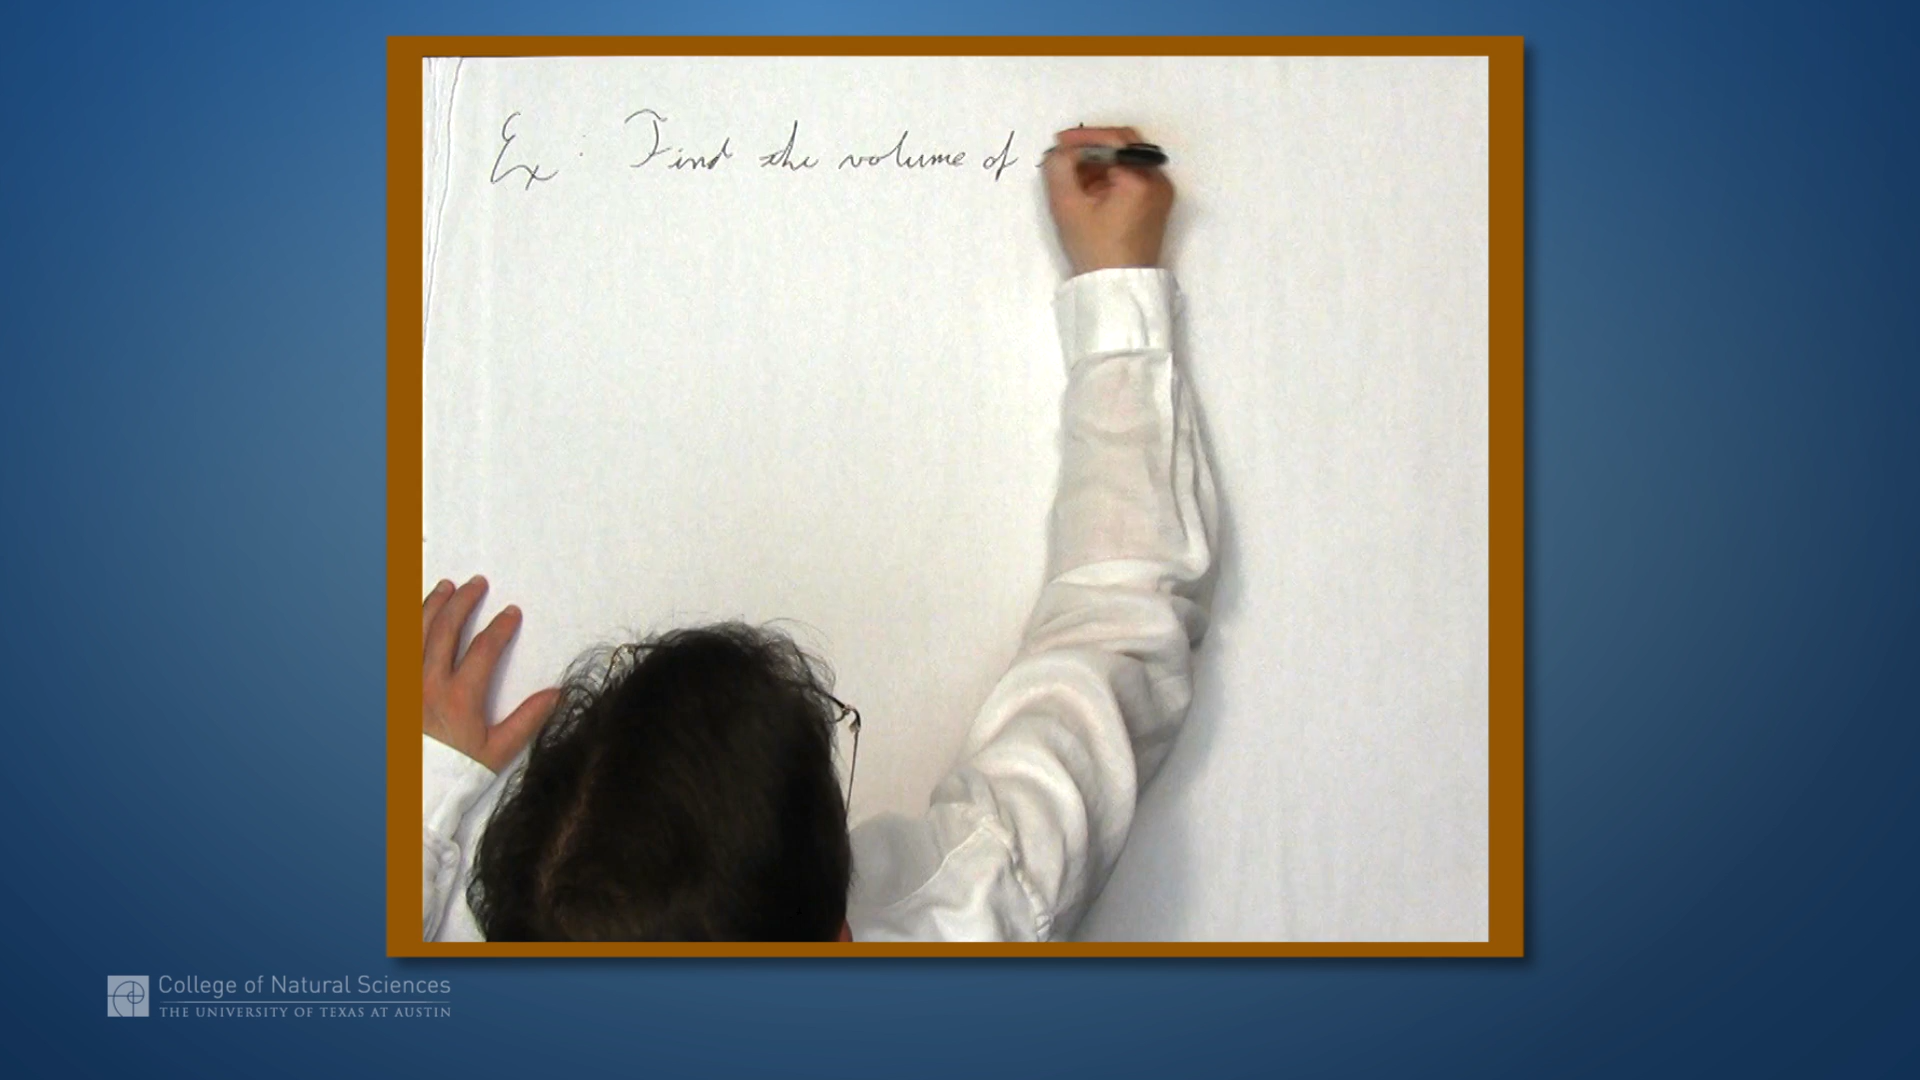 Ex: Find the volume of
College of Natural Sciences
THE UNIVERSITY OF TEXAS AT AUSTIN